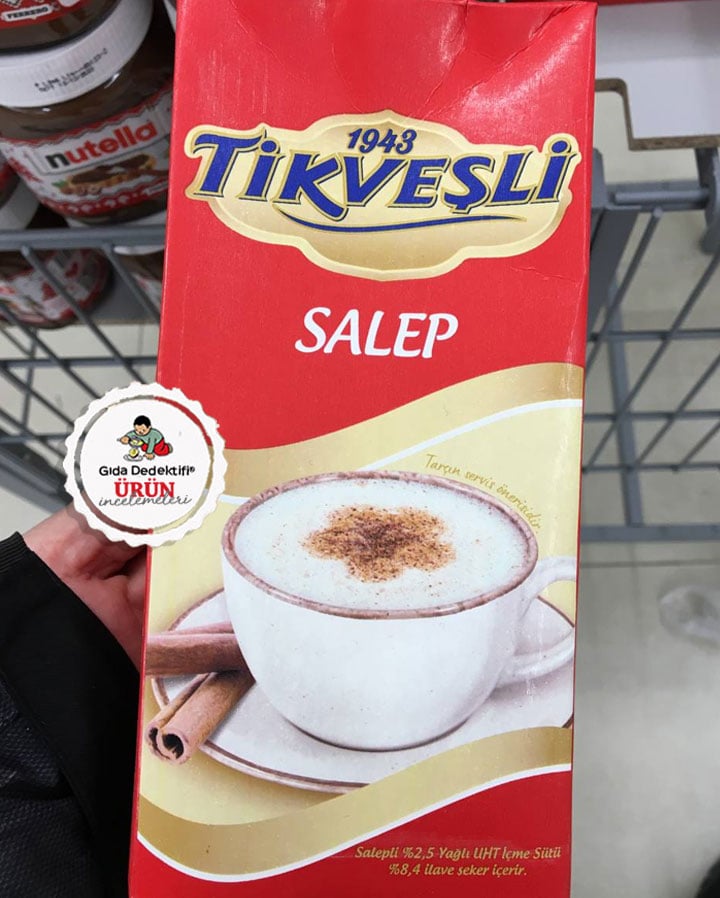 FERRERO
nutella
1943
TİKVEŞLİ
SALEP
Tarçın servis önerisidir.
Gıda Dedektifi®
ÜRÜN
incelemeleri
Salepli %2,5 Yağlı UHT İçme Sütü
%8,4 ilave şeker içerir.